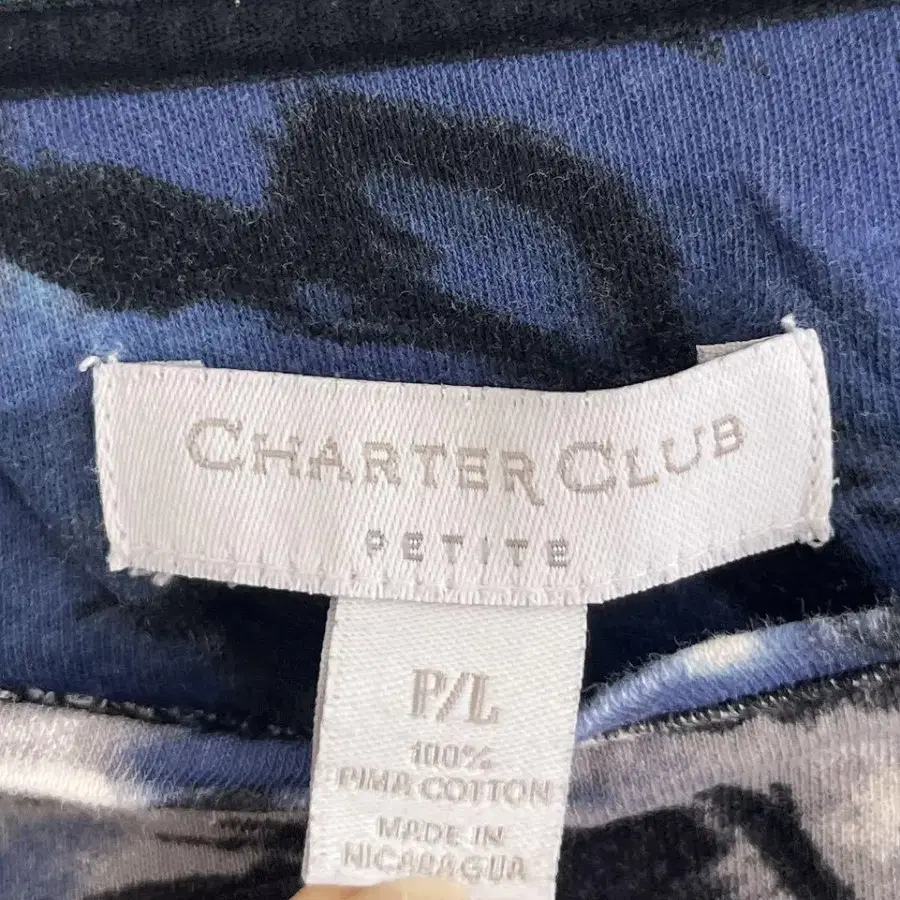 CHARTER CLUB
PETITE
P/L
100%
PIMA COTTON
MADE IN
NICARAGUA